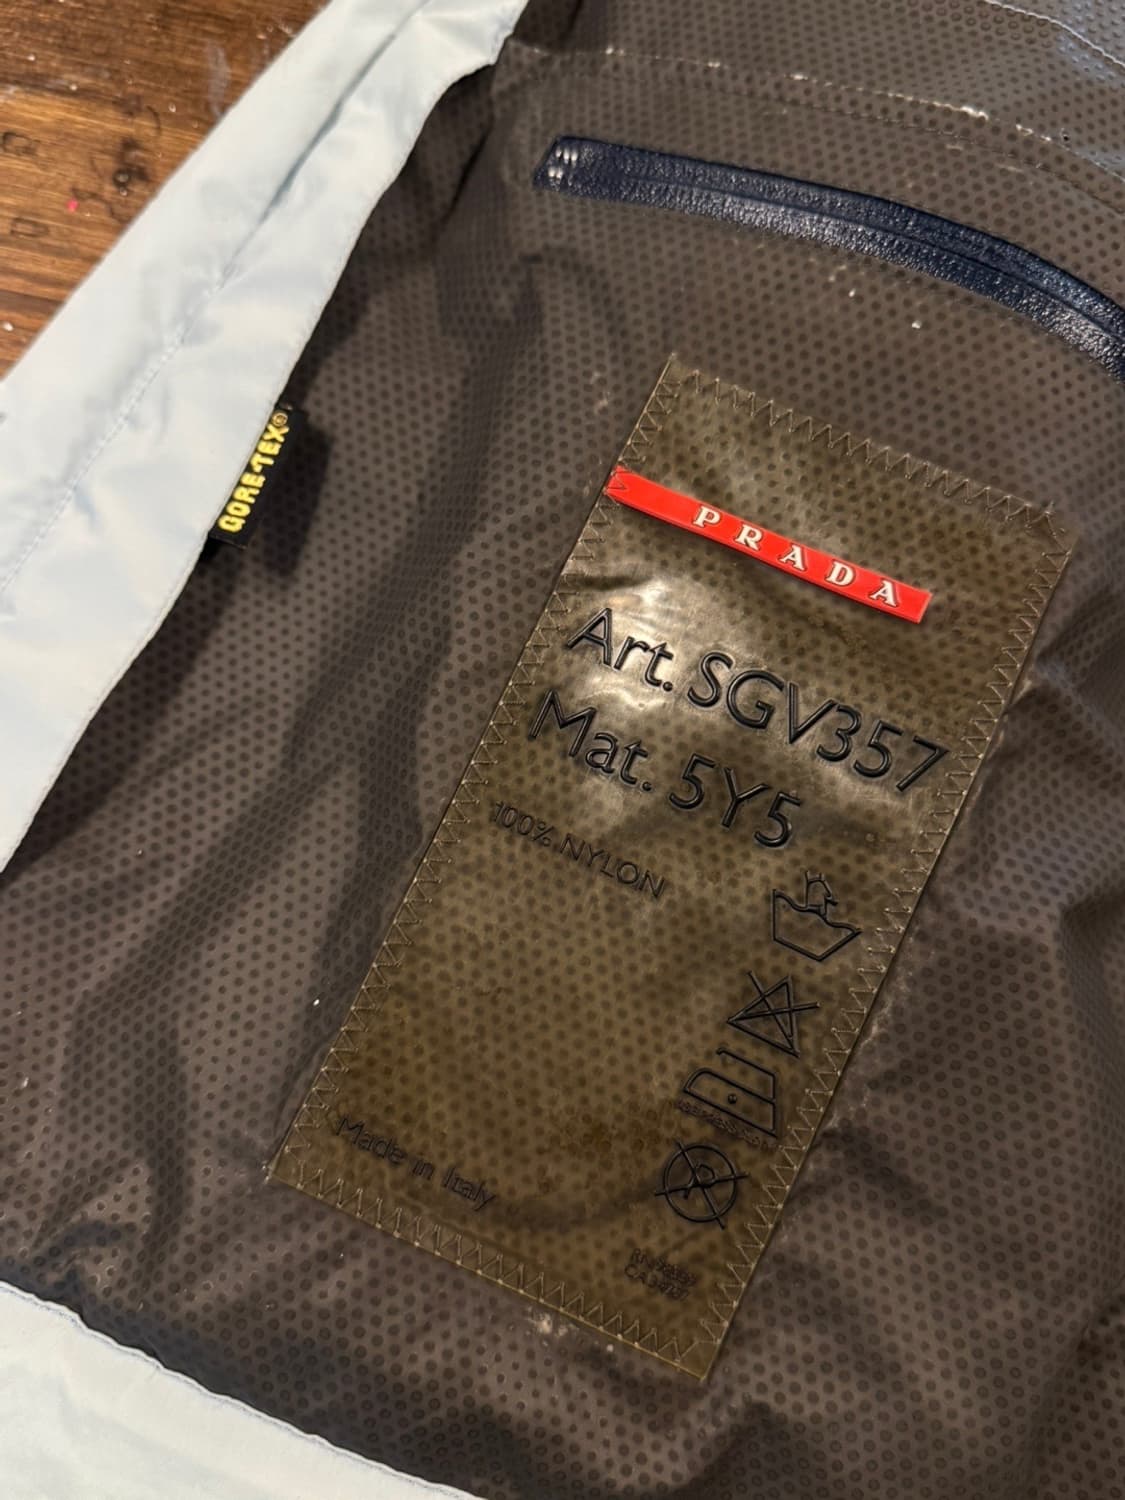 GORE-TEX®
PRADA
Art. SGV357
Mat. 5Y5
100% NYLON
Made in Italy